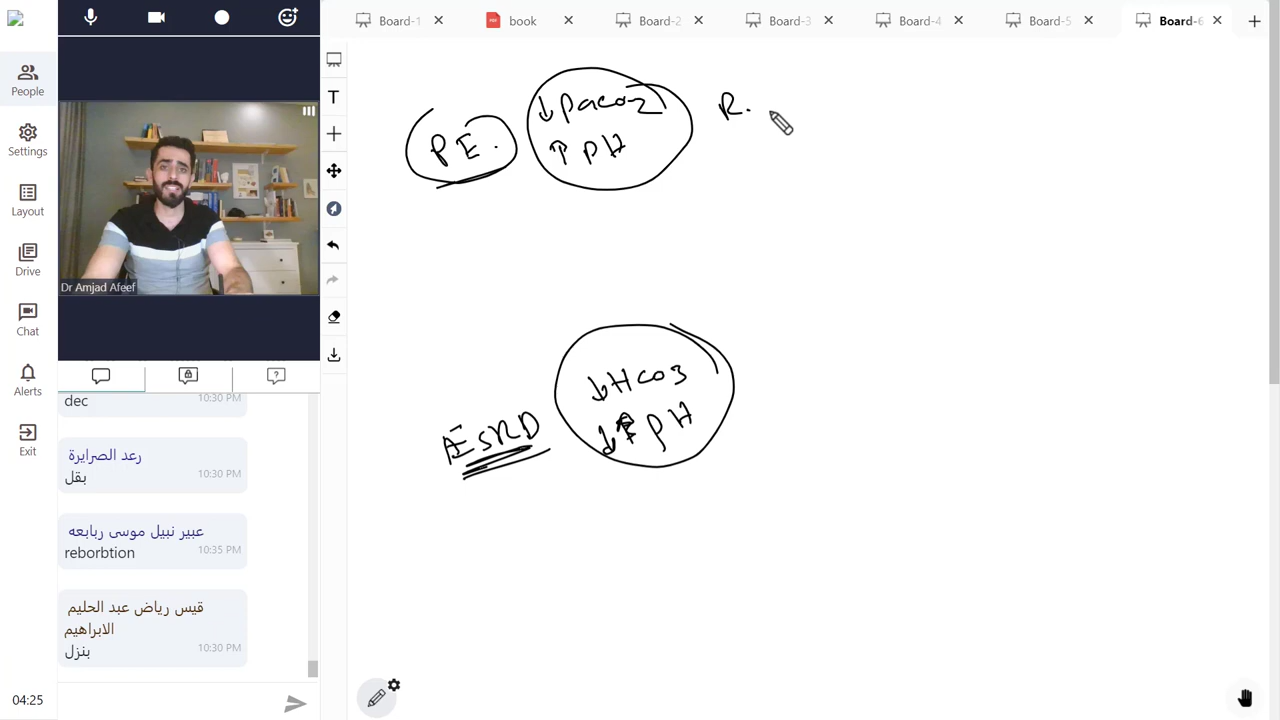 Board-1
book
Board-2
Board-3
Board-4
Board-5
Board-6
People
Settings
Layout
Drive
Chat
Alerts
Exit
04:25
Dr Amjad Afeef
dec
10:30 PM
رعد الصرايرة
بقل
10:30 PM
عبير نبيل موسى ربابعه
reborbtion
10:35 PM
قيس رياض عبد الحليم
الابراهيم
بنزل
10:30 PM
T
PE.
↓PaCO2
↑ PH
R.
ESRD
↓HCO3
↓ PH